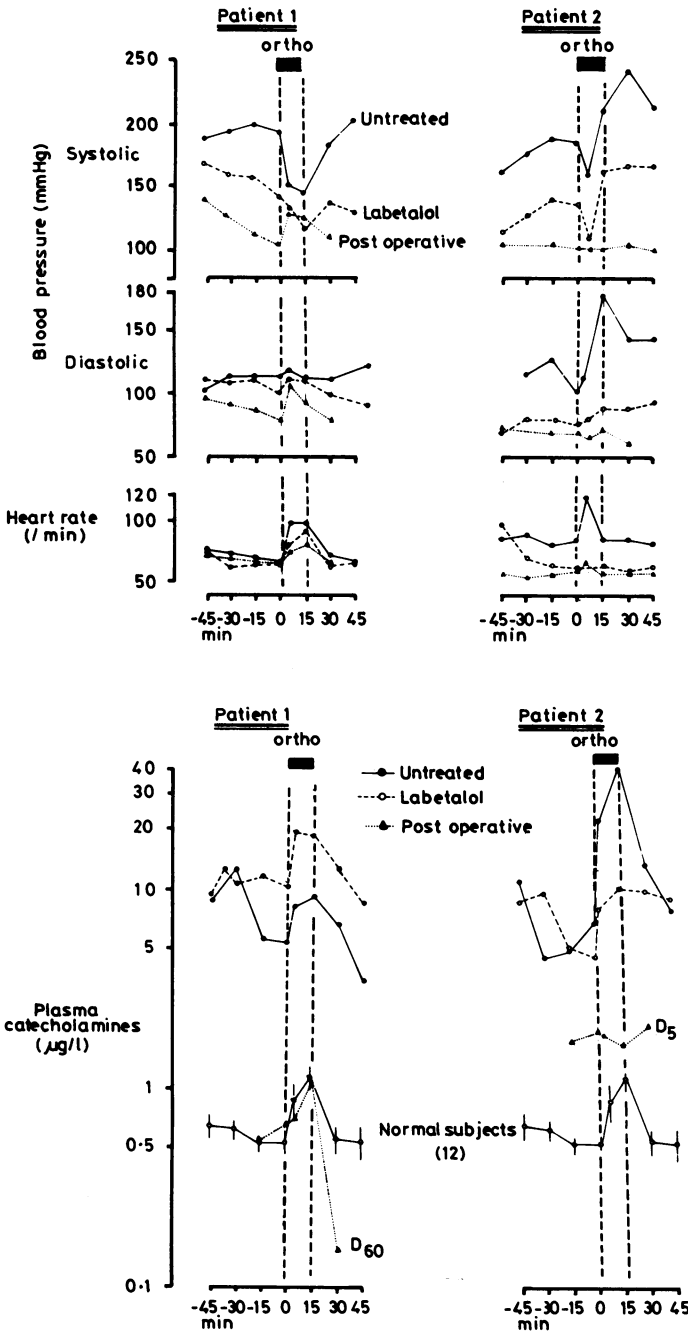 Patient 1
Patient 2
ortho
ortho
Blood pressure (mmHg)
Systolic
250
200
150
100
Untreated
Labetalol
Post operative
Diastolic
180
150
100
50
Heart rate
(/ min)
120
100
50
-45 -30 -15 0 15 30 45
min
-45 -30 -15 0 15 30 45
min
Patient 1
Patient 2
ortho
ortho
Untreated
Labetalol
Post operative
40
30
20
10
5
1
0·5
0·1
Plasma
catecholamines
(μg/l)
D5
Normal subjects
(12)
D60
-45 -30 -15 0 15 30 45
min
-45 -30 -15 0 15 30 45
min